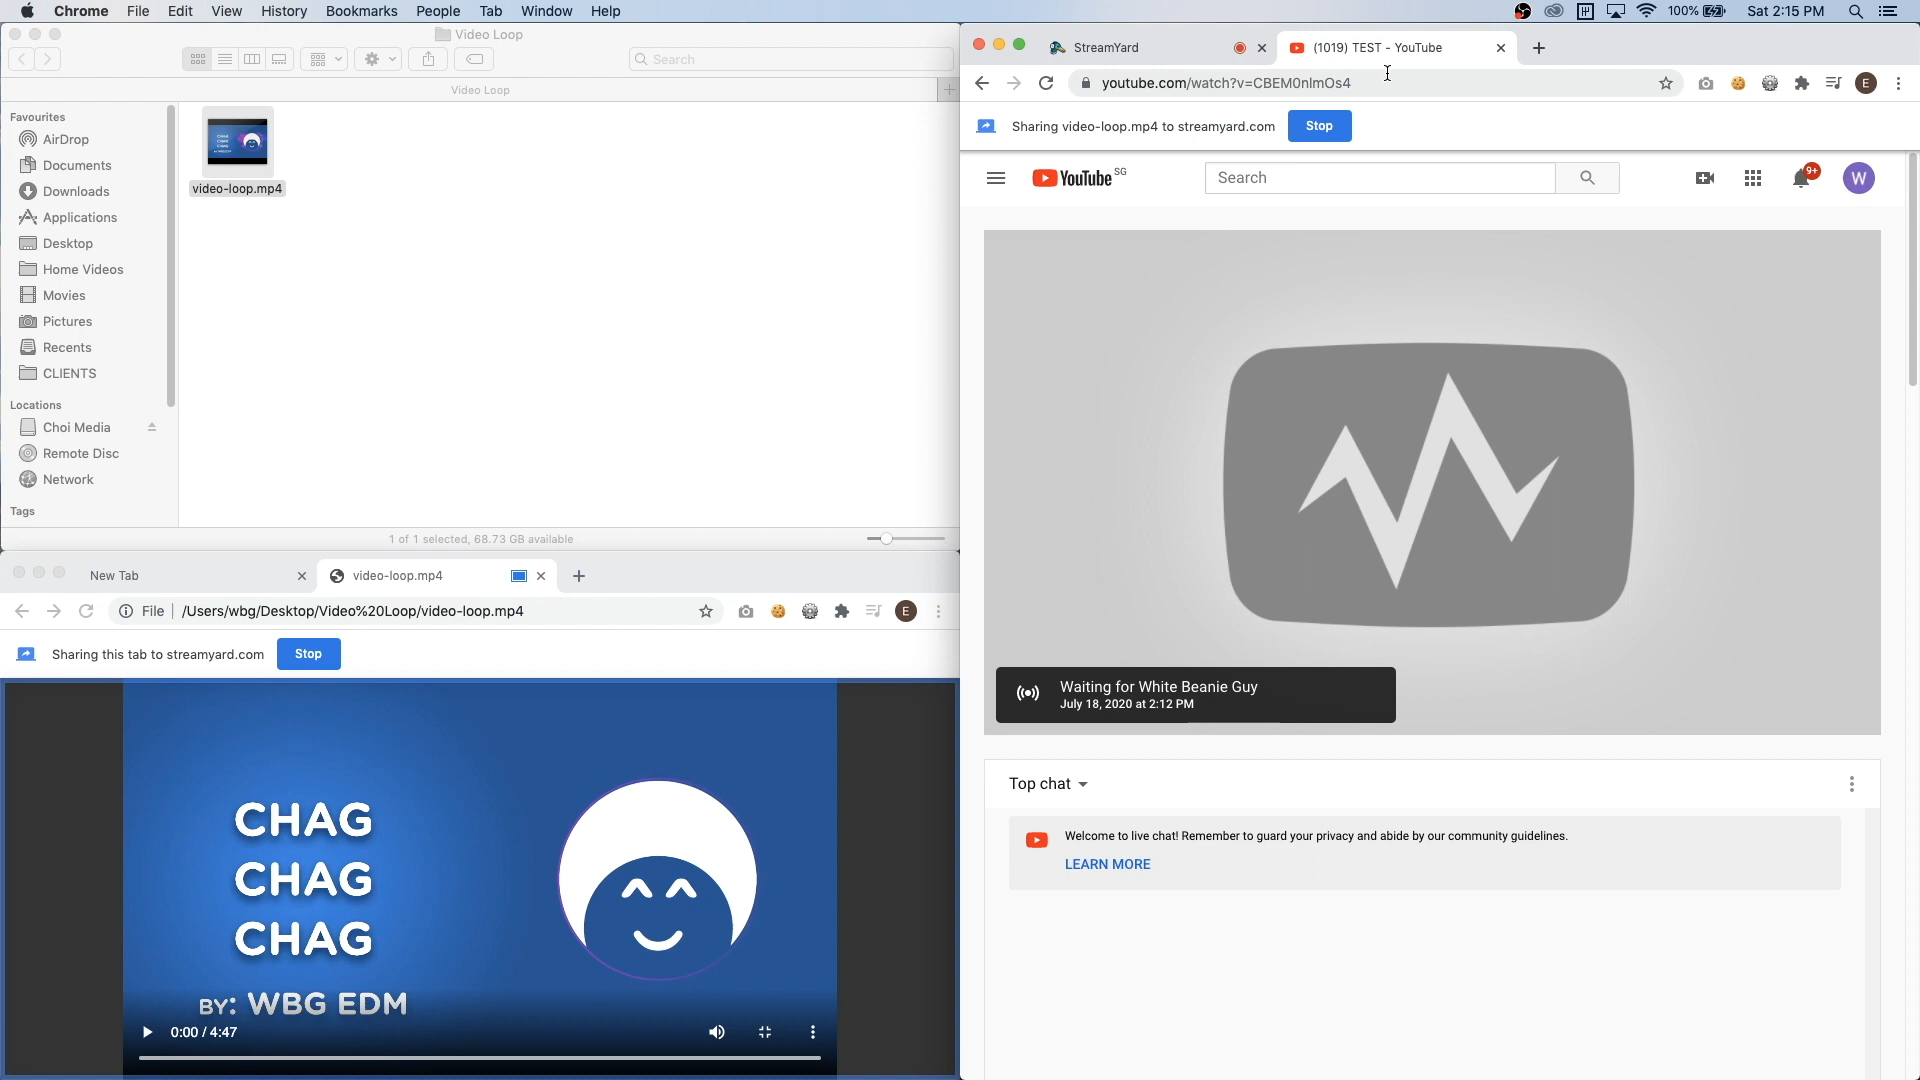 Chrome File Edit View History Bookmarks People Tab Window Help
100% Sat 2:15 PM
Video Loop
Search
Video Loop
Favourites
AirDrop
Documents
Downloads
Applications
Desktop
Home Videos
Movies
Pictures
Recents
CLIENTS
Locations
Choi Media
Remote Disc
Network
Tags
video-loop.mp4
1 of 1 selected, 68.73 GB available
New Tab
video-loop.mp4
File /Users/wbg/Desktop/Video%20Loop/video-loop.mp4
E
Sharing this tab to streamyard.com Stop
CHAG
CHAG
CHAG
BY: WBG EDM
0:00 / 4:47
StreamYard
(1019) TEST - YouTube
youtube.com/watch?v=CBEM0nlmOs4
E
Sharing video-loop.mp4 to streamyard.com Stop
YouTube SG
Search
9+
W
Waiting for White Beanie Guy
July 18, 2020 at 2:12 PM
Top chat
Welcome to live chat! Remember to guard your privacy and abide by our community guidelines.
LEARN MORE